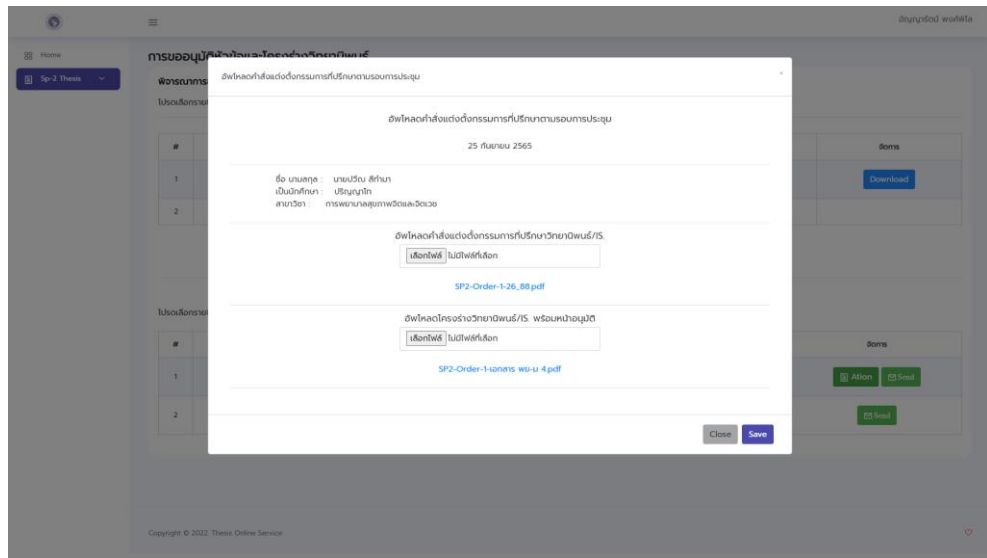 อัญญารัตน์
Home
การขออนุมัติหัวข้อและโครงร่างวิทยานิพนธ์
Sp-2 Thesis
อัพโหลดคำสั่งแต่งตั้งกรรมการที่ปรึกษาตามรอบการประชุม
×
อัพโหลดคำสั่งแต่งตั้งกรรมการที่ปรึกษาตามรอบการประชุม
25 กันยายน 2565
#
จัดการ
ชื่อ นามสกุล : นายปวีณ สีทำมา
1
Download
เป็นนักศึกษา : ปริญญาโท
สาขาวิชา : การพยาบาลสุขภาพจิตและจิตเวช
2
อัพโหลดคำสั่งแต่งตั้งกรรมการที่ปรึกษาวิทยานิพนธ์/IS.
เลือกไฟล์ ไม่มีไฟล์ที่เลือก
SP2-Order-1-26_BB.pdf
อัพโหลดโครงร่างวิทยานิพนธ์/IS. พร้อมหน้าอนุมัติ
เลือกไฟล์ ไม่มีไฟล์ที่เลือก
#
จัดการ
SP2-Order-1-เอกสาร พย-ม 4.pdf
1
Ation Send
2
Send
Close Save
Copyright © 2022 Thesis Online Service